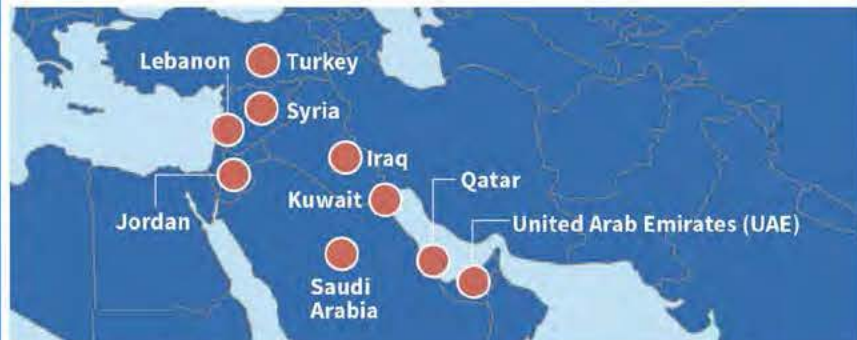 Lebanon
Turkey
Syria
Iraq
Qatar
Kuwait
Jordan
United Arab Emirates (UAE)
Saudi
Arabia